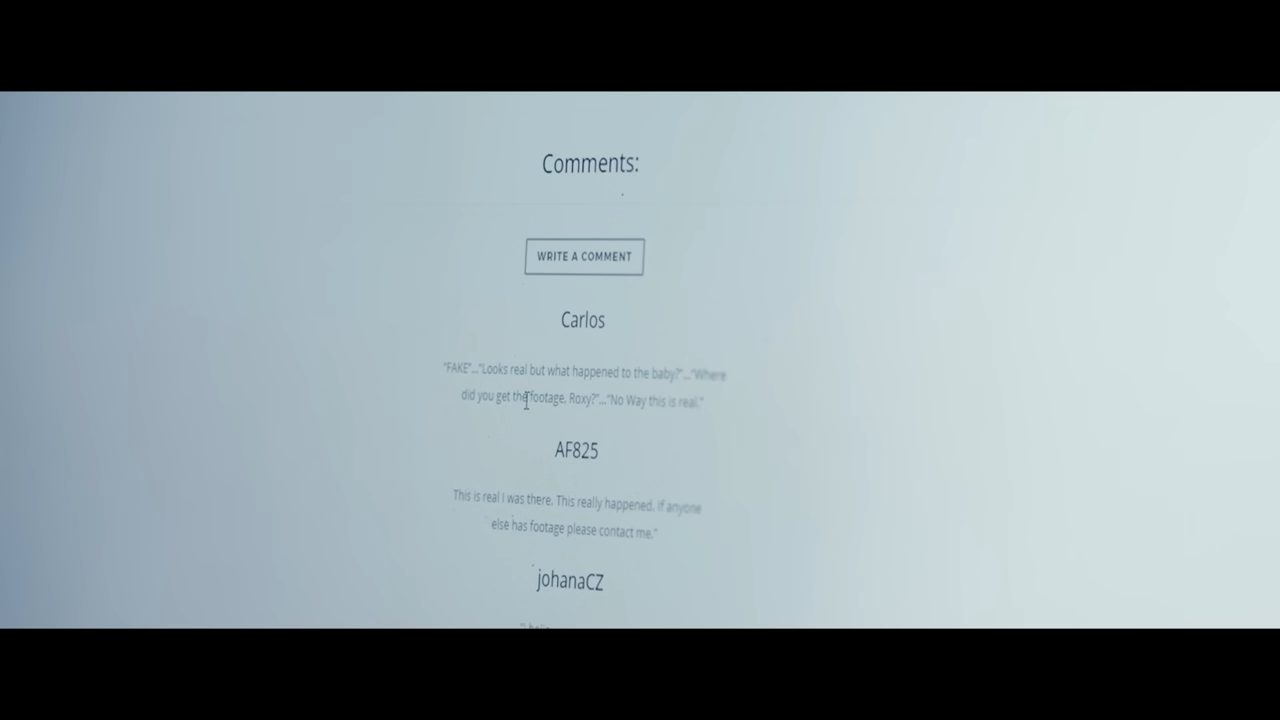 Comments:
WRITE A COMMENT
Carlos
"FAKE"..."Looks real but what happened to the baby?"..."Where
did you get the footage, Roxy?"..."No Way this is real."
AF825
This is real I was there. This really happened. If anyone
else has footage please contact me."
johanaCZ